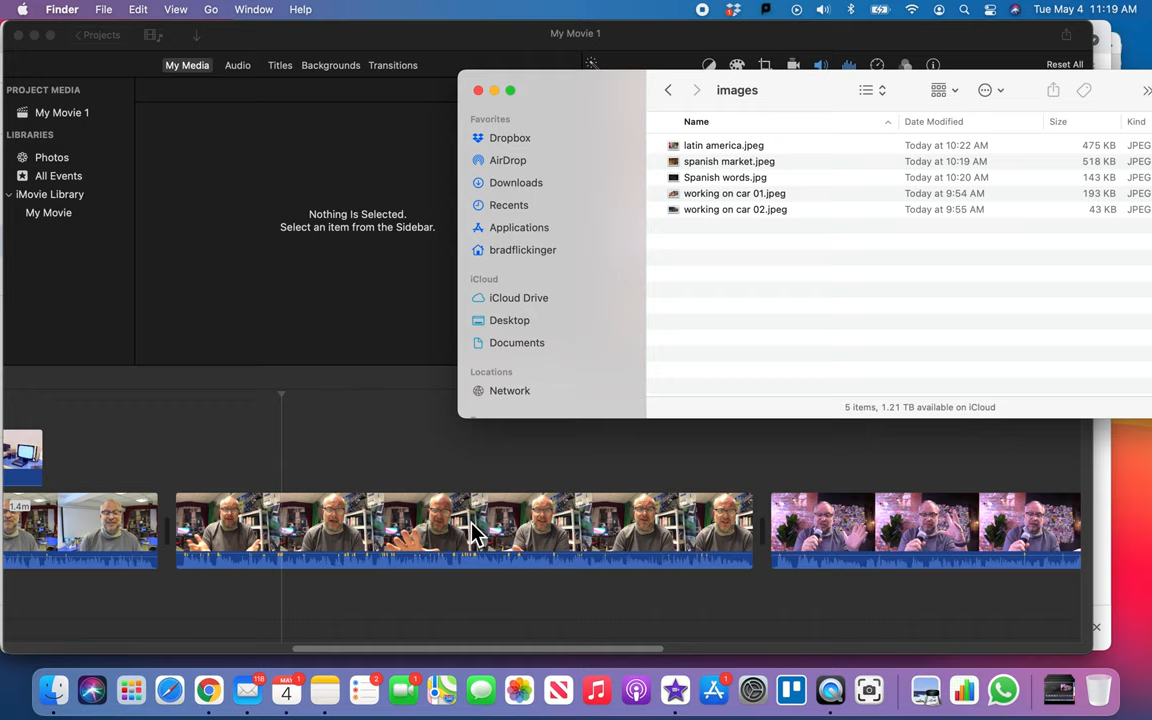 Finder File Edit View Go Window Help Tue May 4 11:19 AM
Projects My Movie 1
My Media Audio Titles Backgrounds Transitions Reset All
PROJECT MEDIA
My Movie 1
LIBRARIES
Photos
All Events
iMovie Library
My Movie
Nothing Is Selected.
Select an item from the Sidebar.
images
Favorites
Dropbox
AirDrop
Downloads
Recents
Applications
bradflickinger
iCloud
iCloud Drive
Desktop
Documents
Locations
Network
Name Date Modified Size Kind
latin america.jpeg Today at 10:22 AM 475 KB JPEG
spanish market.jpeg Today at 10:19 AM 518 KB JPEG
Spanish words.jpg Today at 10:20 AM 143 KB JPEG
working on car 01.jpeg Today at 9:54 AM 193 KB JPEG
working on car 02.jpeg Today at 9:55 AM 43 KB JPEG
5 items, 1.21 TB available on iCloud
1.4m
118
MAY
4
1
2
1
1